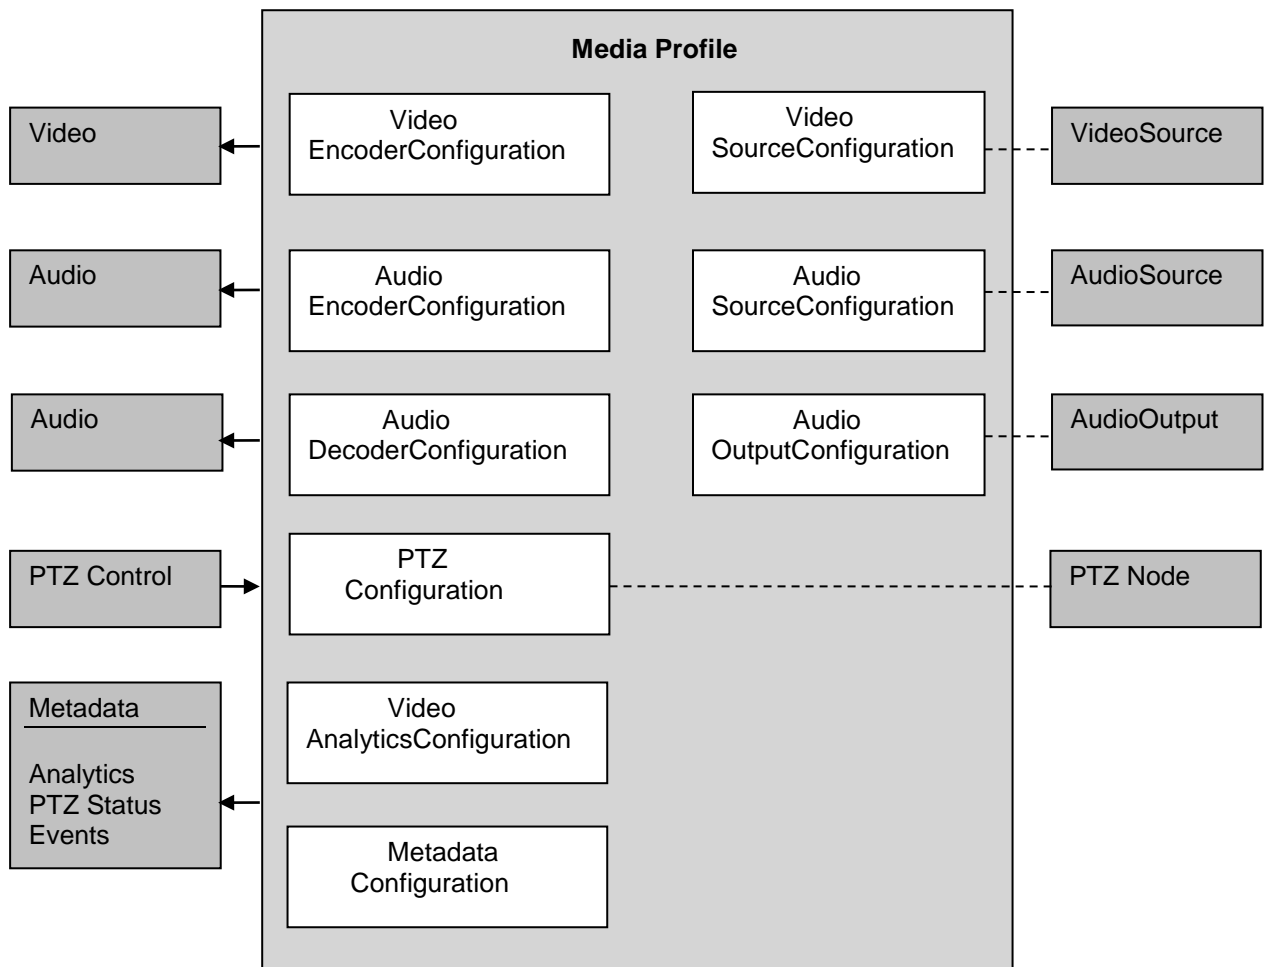 Media Profile
Video
Video
EncoderConfiguration
Video
SourceConfiguration
VideoSource
Audio
Audio
EncoderConfiguration
Audio
SourceConfiguration
AudioSource
Audio
Audio
DecoderConfiguration
Audio
OutputConfiguration
AudioOutput
PTZ Control
PTZ
Configuration
PTZ Node
Metadata
Analytics
PTZ Status
Events
Video
AnalyticsConfiguration
Metadata
Configuration